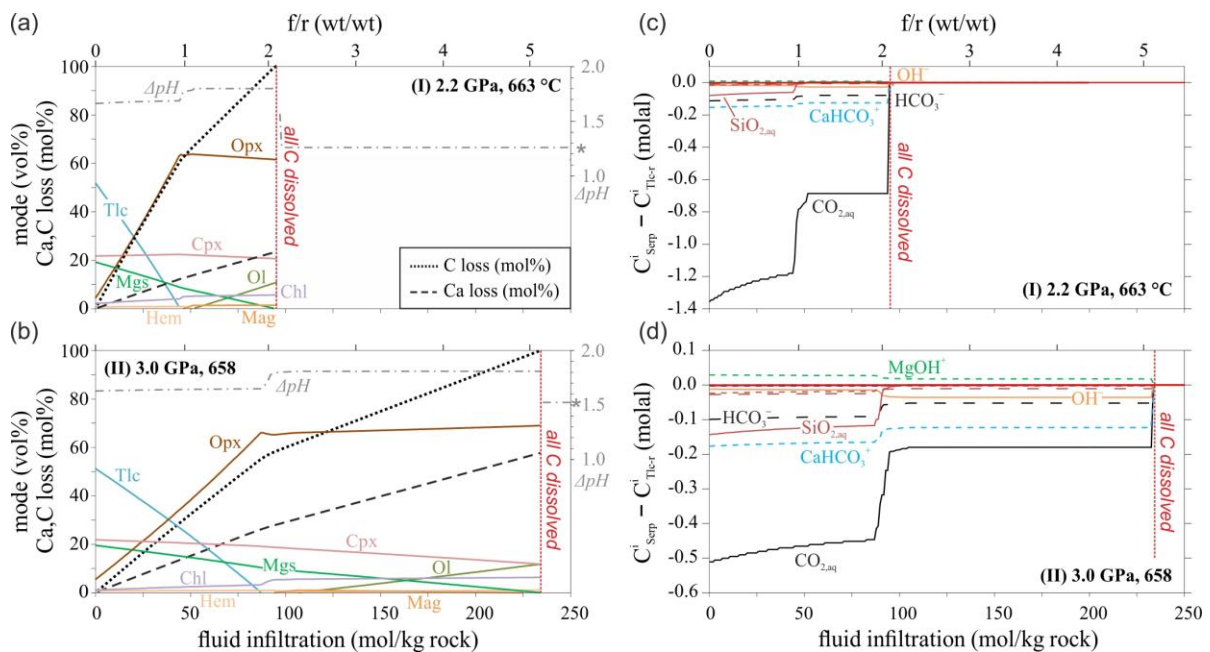 (a)
f/r (wt/wt)
0 1 2 3 4 5
100
80
60
40
20
0
mode (vol%)
Ca,C loss (mol%)
2.0
1.8
1.6
1.4
*
1.0
ΔpH
ΔpH
(I) 2.2 GPa, 663 °C
Opx
Tlc
Cpx
Mgs
Ol
Chl
Hem
Mag
all C dissolved
C loss (mol%)
Ca loss (mol%)
(b)
100
80
60
40
20
0
mode (vol%)
Ca,C loss (mol%)
2.0
*1.5
1.0
ΔpH
(II) 3.0 GPa, 658
ΔpH
Opx
Tlc
Cpx
Mgs
Chl
Ol
Hem
Mag
all C dissolved
0 50 100 150 200 250
fluid infiltration (mol/kg rock)
(c)
f/r (wt/wt)
0 1 2 3 4 5
0.0
-0.2
-0.4
-0.6
-0.8
-1.0
-1.2
-1.4
CⁱSerp − CⁱTlc-r (molal)
OH⁻
HCO₃⁻
SiO₂,aq
CaHCO₃⁺
CO₂,aq
all C dissolved
(I) 2.2 GPa, 663 °C
(d)
0.1
0.0
-0.1
-0.2
-0.3
-0.4
-0.5
-0.6
CⁱSerp − CⁱTlc-r (molal)
MgOH⁺
HCO₃⁻
OH⁻
SiO₂,aq
CaHCO₃⁺
CO₂,aq
all C dissolved
(II) 3.0 GPa, 658
0 50 100 150 200 250
fluid infiltration (mol/kg rock)